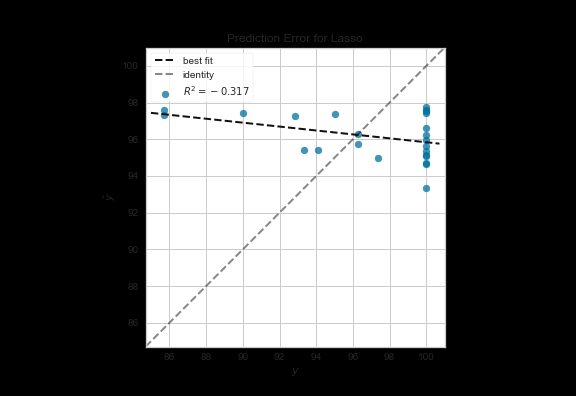 Prediction Error for Lasso
best fit
identity
R² = −0.317
100
98
96
94
92
90
88
86
ŷ
86 88 90 92 94 96 98 100
y